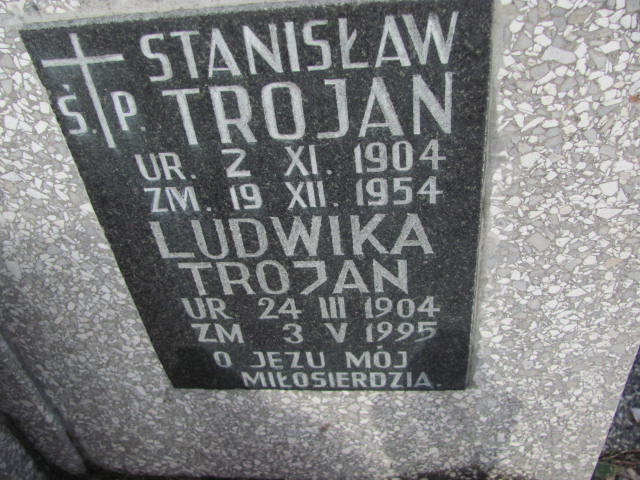 STANISŁAW
Ś.P. TROJAN
UR. 2 XI. 1904
ZM. 19 XII. 1954
LUDWIKA
TROJAN
UR 24 III 1904
ZM 3 V 1995
O JEZU MÓJ
MIŁOSIERDZIA.